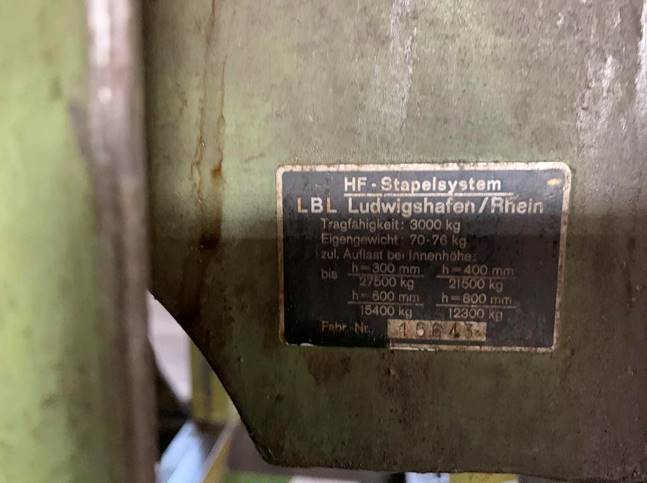 HF-Stapelsystem
LBL Ludwigshafen/Rhein
Tragfähigkeit: 3000 kg
Eigengewicht: 70-76 kg
zul. Auflast bei Innenhöhe:
bis h=300 mm h=400 mm
27500 kg 21500 kg
h=600 mm h=800 mm
15400 kg 12300 kg
Fabr.-Nr.